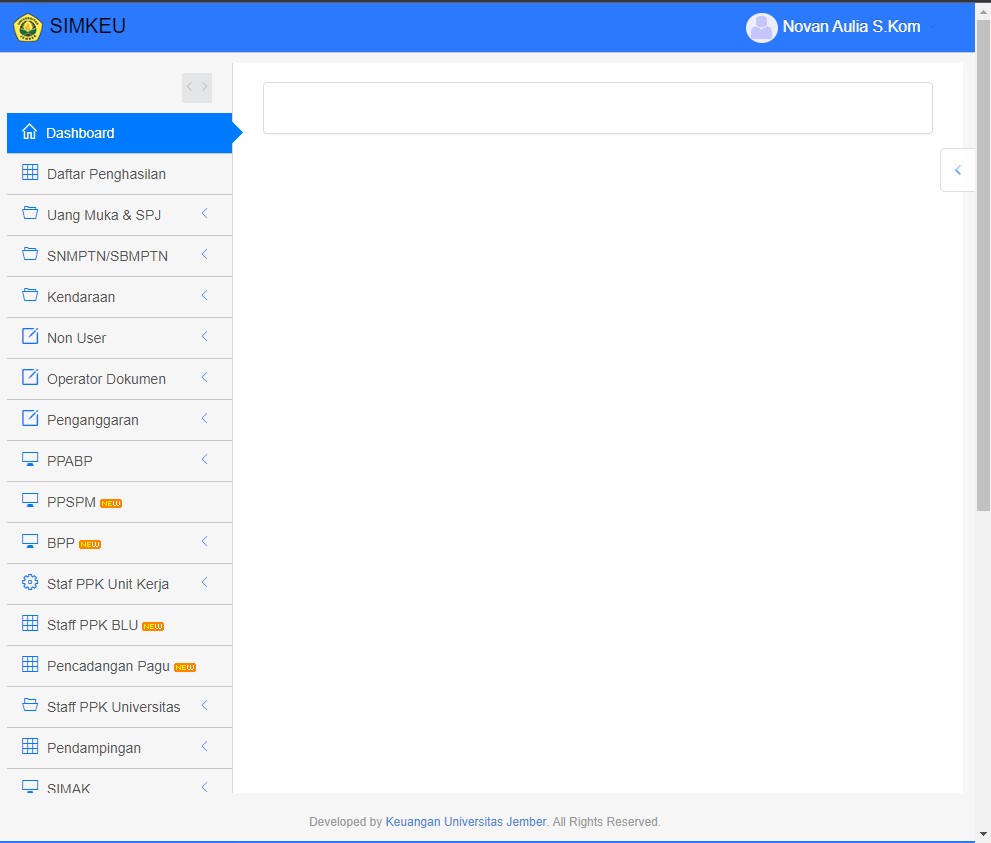 SIMKEU
Novan Aulia S.Kom
Dashboard
Daftar Penghasilan
Uang Muka & SPJ
SNMPTN/SBMPTN
Kendaraan
Non User
Operator Dokumen
Penganggaran
PPABP
PPSPM NEW
BPP NEW
Staf PPK Unit Kerja
Staff PPK BLU NEW
Pencadangan Pagu NEW
Staff PPK Universitas
Pendampingan
SIMAK
Developed by Keuangan Universitas Jember. All Rights Reserved.